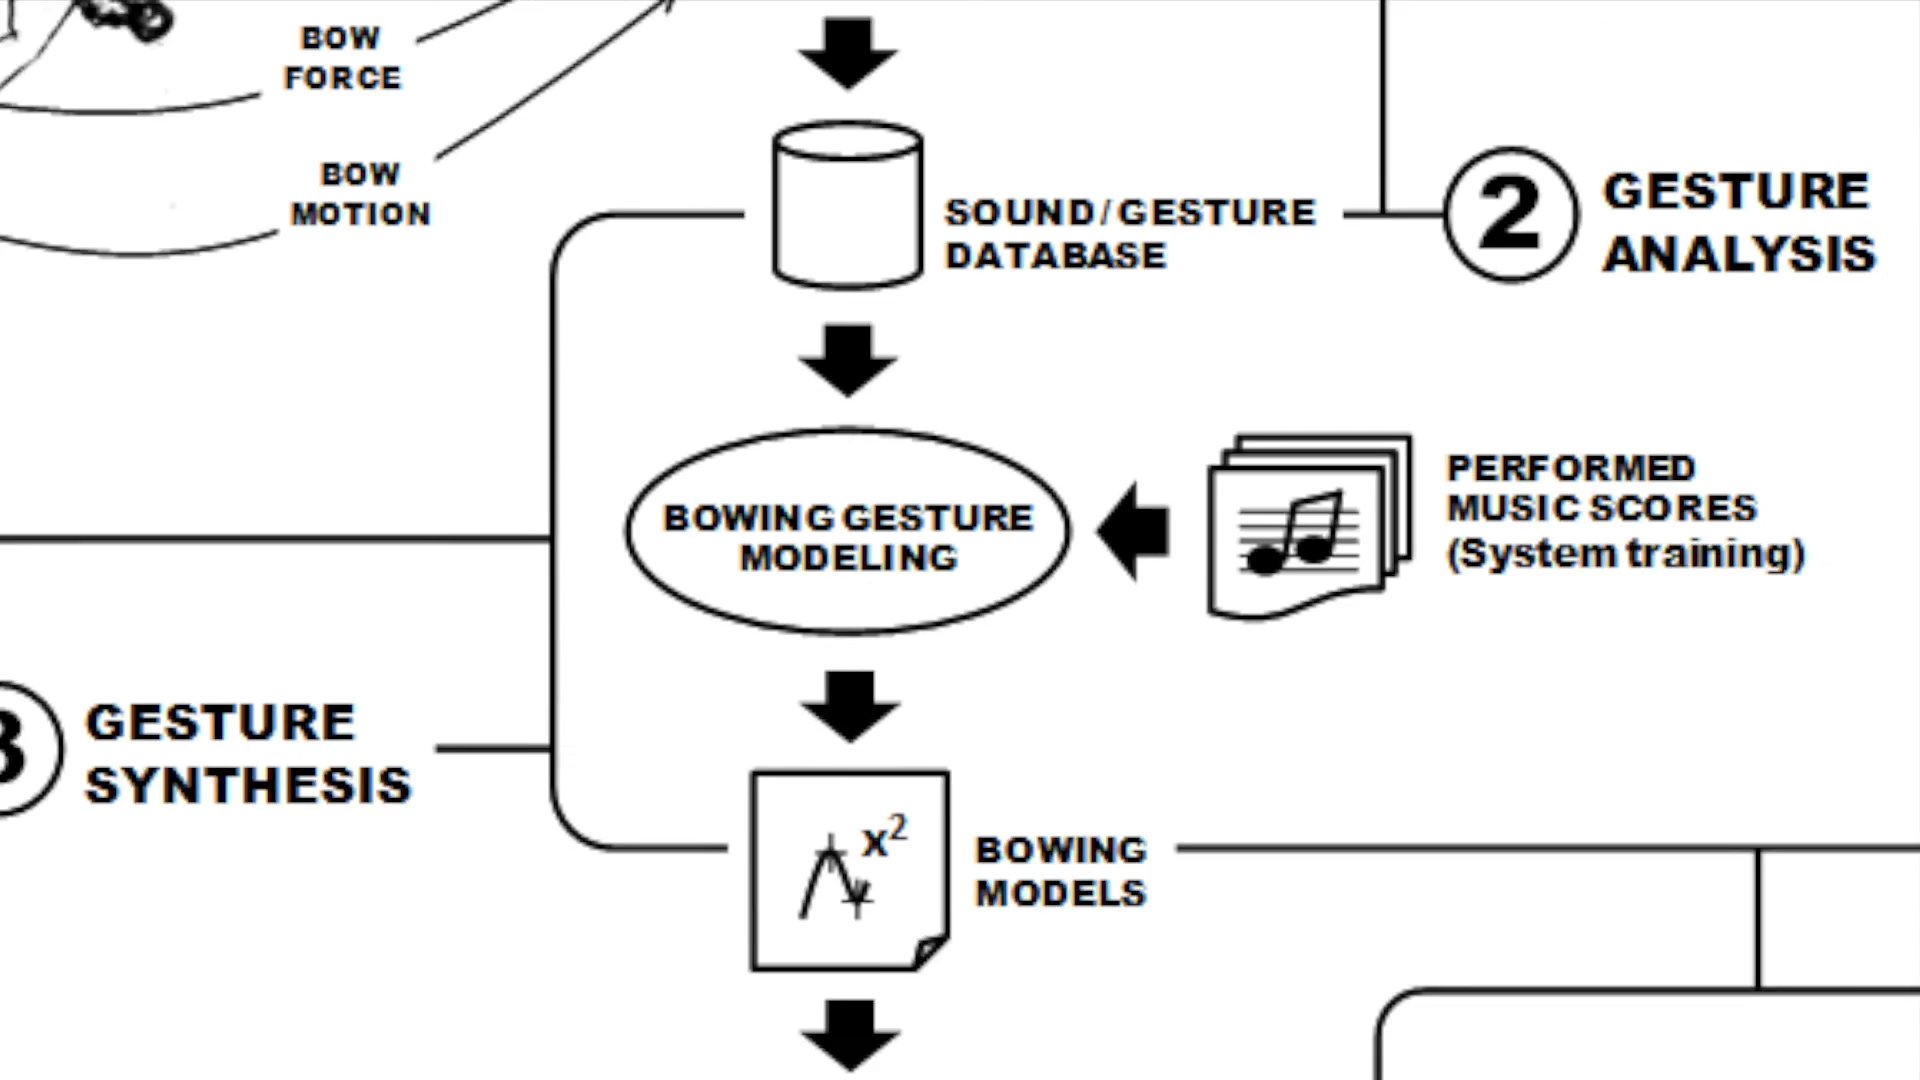 BOW
FORCE
BOW
MOTION
SOUND/GESTURE
DATABASE
2
GESTURE
ANALYSIS
BOWING GESTURE
MODELING
PERFORMED
MUSIC SCORES
(System training)
3
GESTURE
SYNTHESIS
x²
BOWING
MODELS